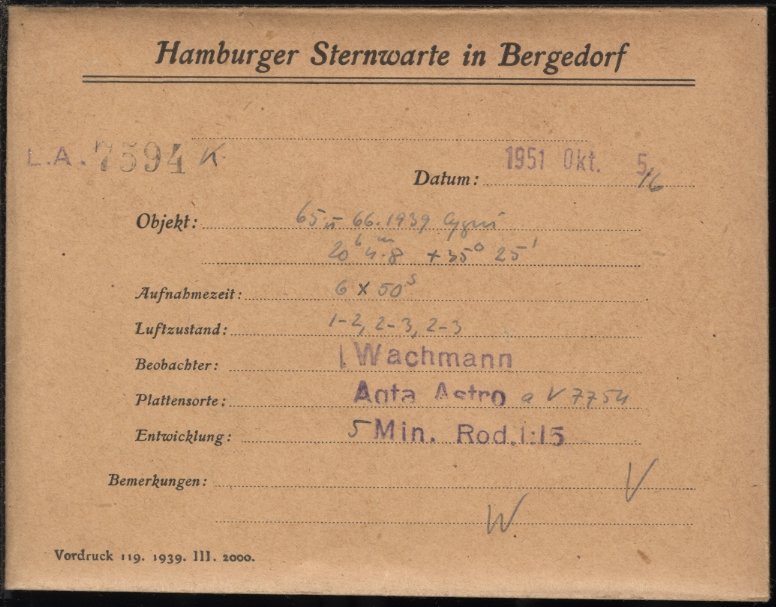 Hamburger Sternwarte in Bergedorf
L.A. 7594 K
Datum: 1951 Okt. 5/6
Objekt: 65 u 66.1939 Cygni
20h 4m.8 +35° 25'
Aufnahmezeit: 6 x 50s
Luftzustand: 1-2, 2-3, 2-3
Beobachter: Wachmann
Plattensorte: Agfa Astro a V 7754
Entwicklung: 5 Min. Rod. 1:15
Bemerkungen: V
W
Vordruck 119. 1939. III. 2000.